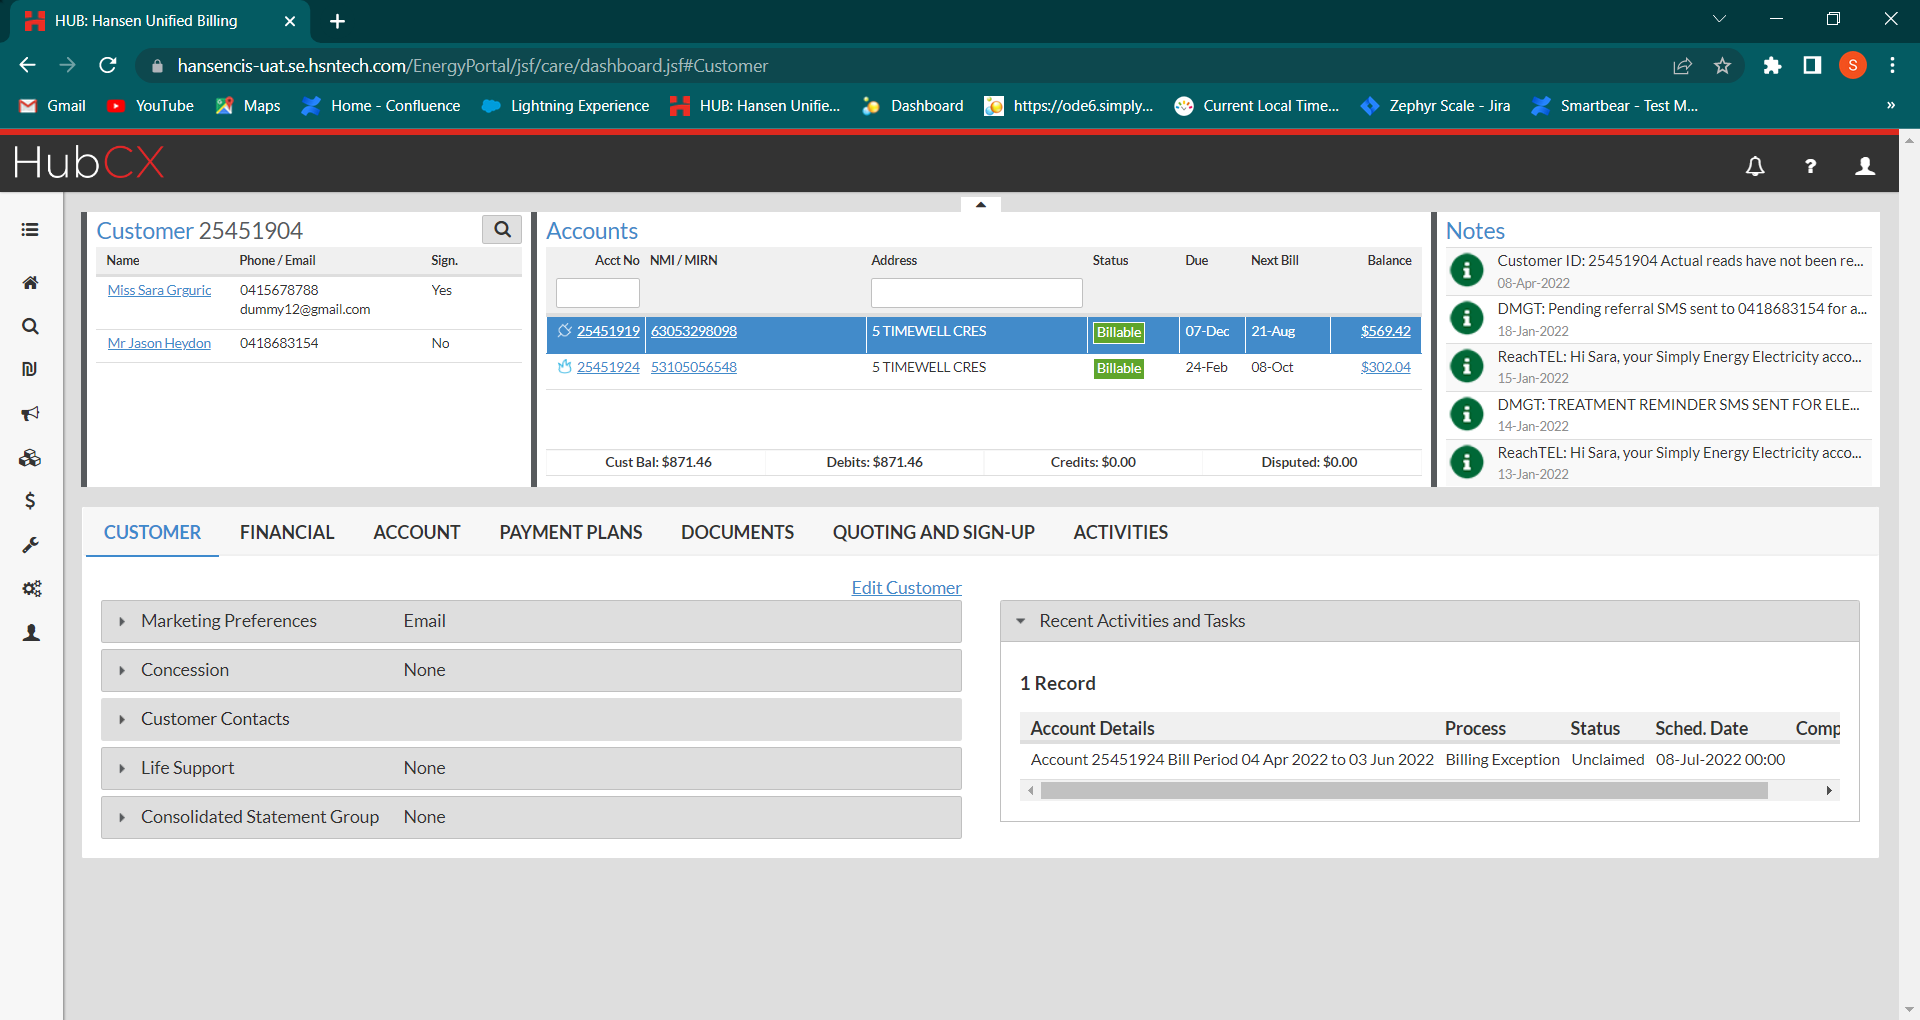 HUB: Hansen Unified Billing
hansencis-uat.se.hsntech.com/EnergyPortal/jsf/care/dashboard.jsf#Customer
S
Gmail YouTube Maps Home - Confluence Lightning Experience HUB: Hansen Unifie... Dashboard https://ode6.simply... Current Local Time... Zephyr Scale - Jira Smartbear - Test M... »
HubCX
?
Customer 25451904
Name Phone / Email Sign.
Miss Sara Grguric 0415678788 Yes
dummy12@gmail.com
Mr Jason Heydon 0418683154 No
Accounts
Acct No NMI / MIRN Address Status Due Next Bill Balance
25451919 63053298098 5 TIMEWELL CRES Billable 07-Dec 21-Aug $569.42
25451924 53105056548 5 TIMEWELL CRES Billable 24-Feb 08-Oct $302.04
Cust Bal: $871.46 Debits: $871.46 Credits: $0.00 Disputed: $0.00
Notes
Customer ID: 25451904 Actual reads have not been re...
08-Apr-2022
DMGT: Pending referral SMS sent to 0418683154 for a...
18-Jan-2022
ReachTEL: Hi Sara, your Simply Energy Electricity acco...
15-Jan-2022
DMGT: TREATMENT REMINDER SMS SENT FOR ELE...
14-Jan-2022
ReachTEL: Hi Sara, your Simply Energy Electricity acco...
13-Jan-2022
CUSTOMER FINANCIAL ACCOUNT PAYMENT PLANS DOCUMENTS QUOTING AND SIGN-UP ACTIVITIES
Edit Customer
Marketing Preferences Email
Concession None
Customer Contacts
Life Support None
Consolidated Statement Group None
Recent Activities and Tasks
1 Record
Account Details Process Status Sched. Date Comp
Account 25451924 Bill Period 04 Apr 2022 to 03 Jun 2022 Billing Exception Unclaimed 08-Jul-2022 00:00